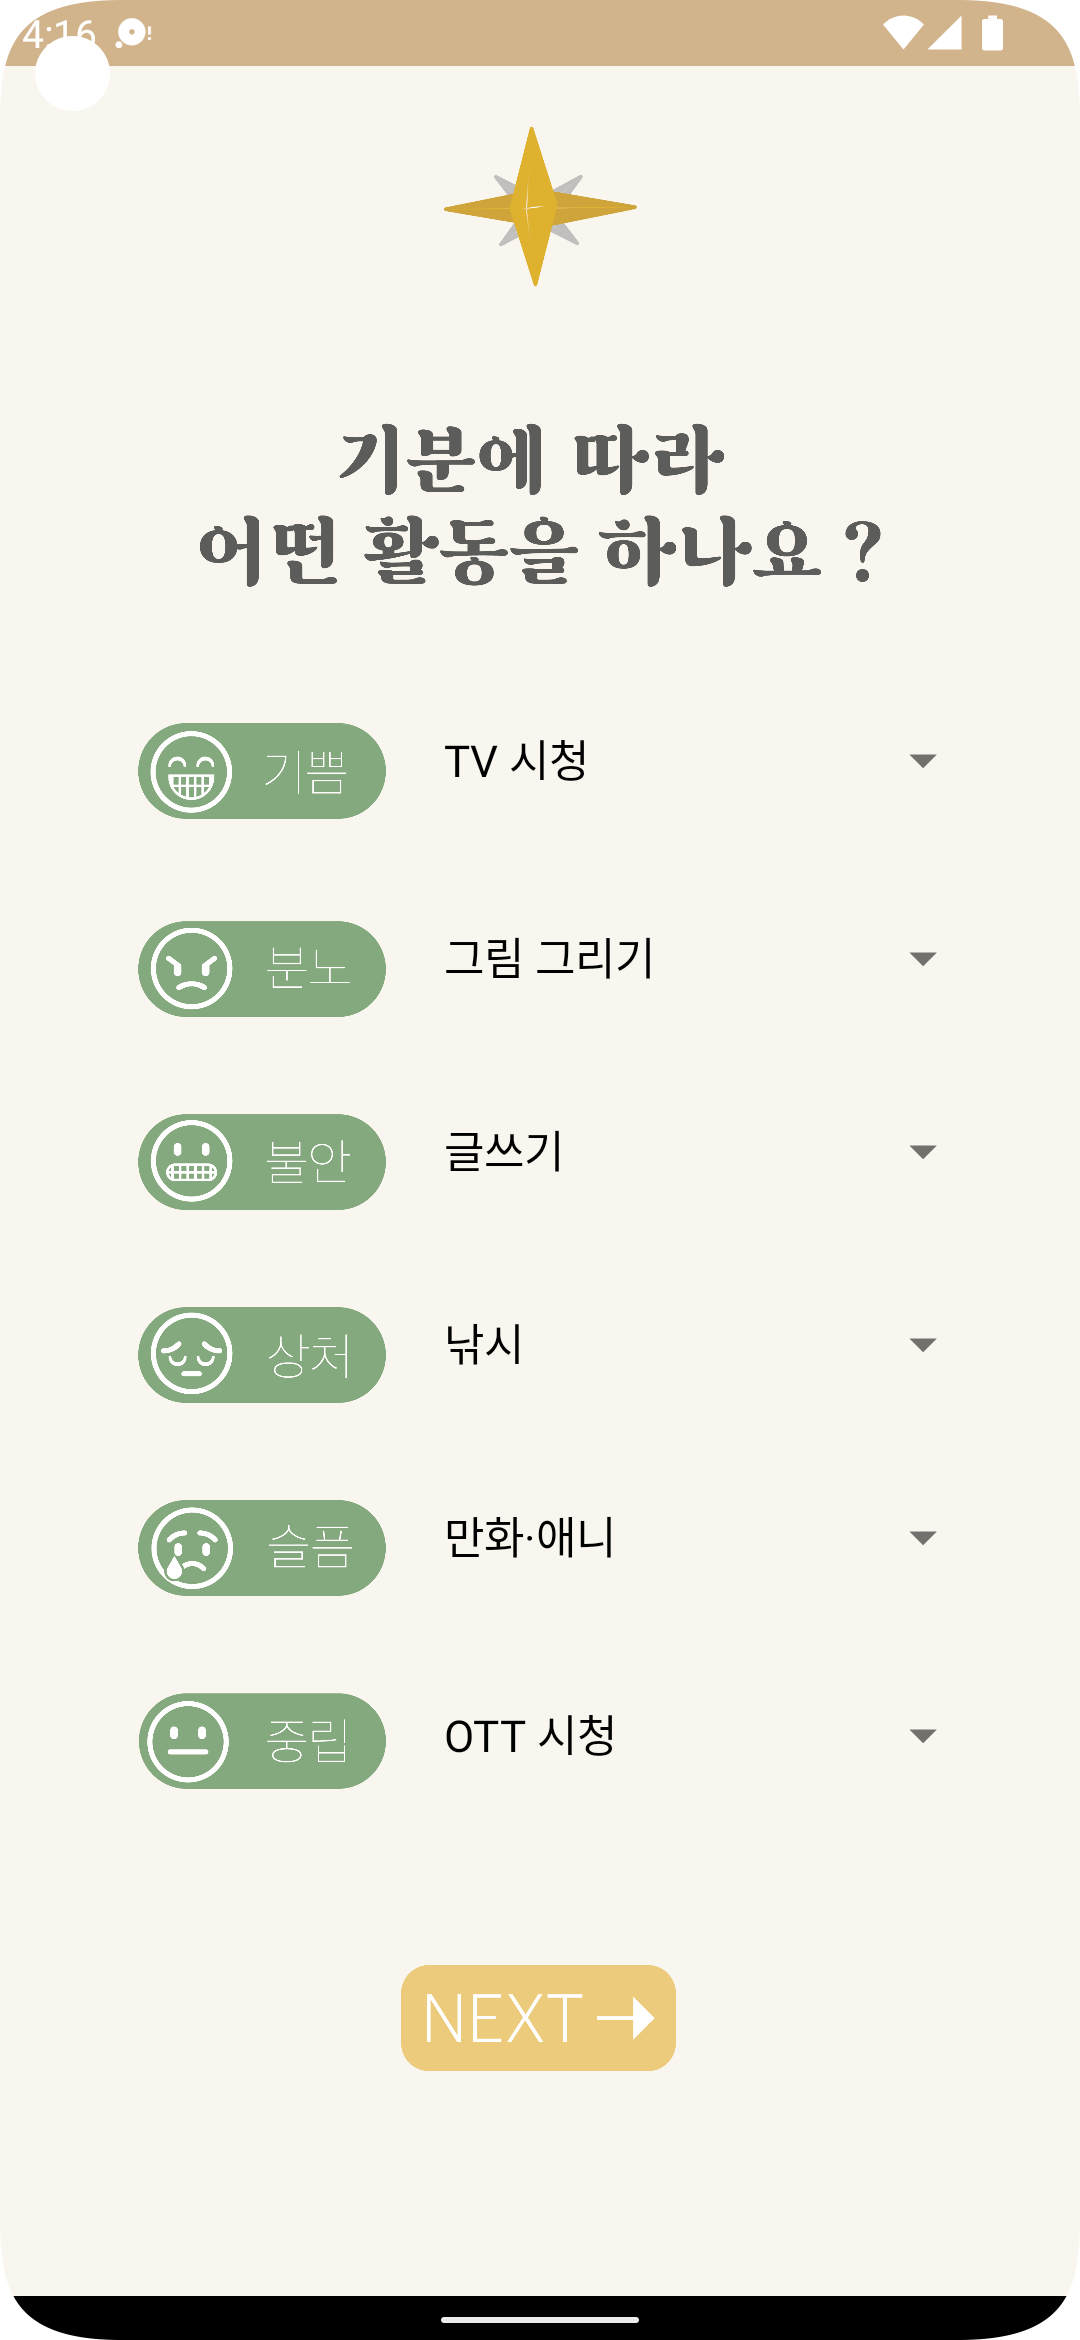 4:16
기분에 따라
어떤 활동을 하나요 ?
기쁨 TV 시청
분노 그림 그리기
불안 글쓰기
상처 낚시
슬픔 만화·애니
중립 OTT 시청
NEXT